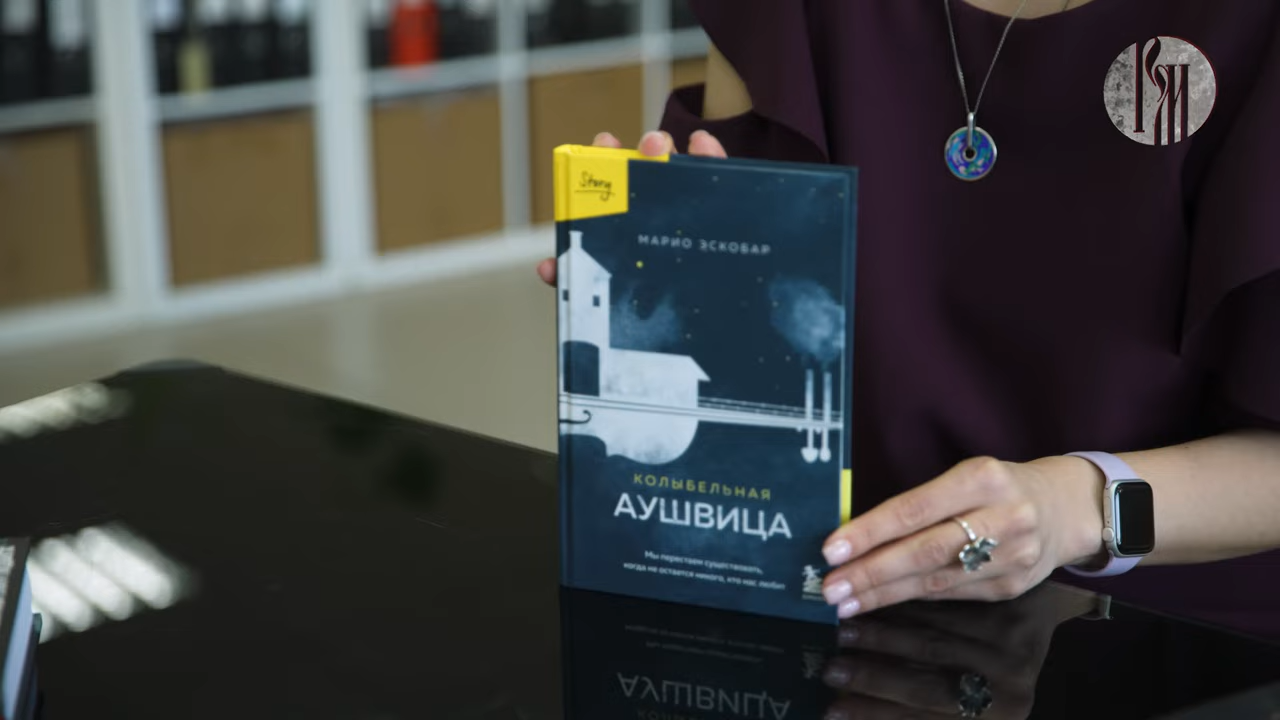 Story
МАРИО ЭСКОБАР
КОЛЫБЕЛЬНАЯ
АУШВИЦА
Мы перестаем существовать,
когда не остается никого, кто нас любит